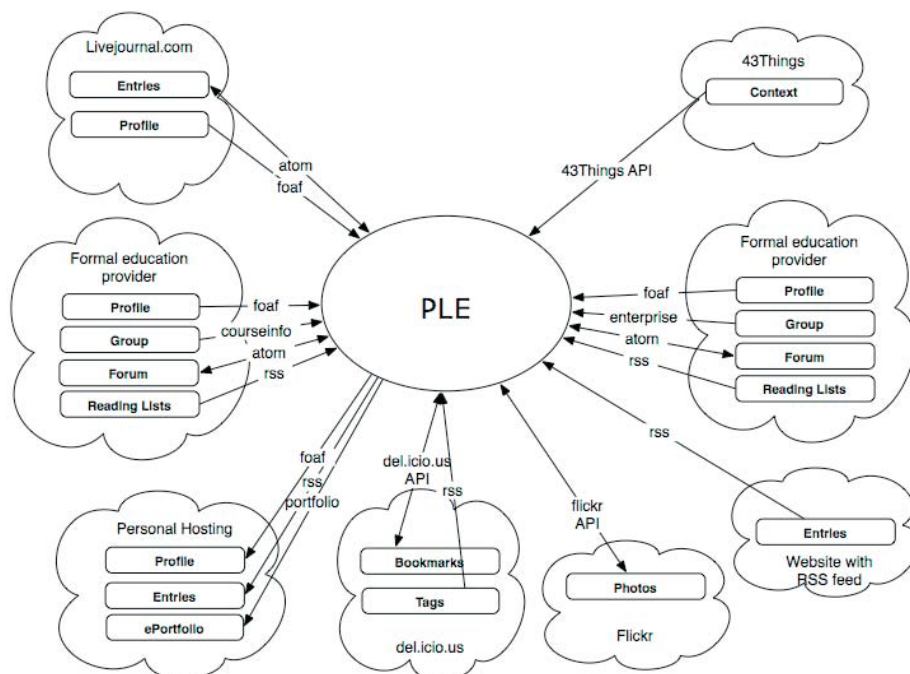 Livejournal.com
Entries
Profile
atom
foaf
43Things
Context
43Things API
Formal education
provider
Profile
Group
Forum
Reading Lists
foaf
courseinfo
atom
rss
PLE
Formal education
provider
Profile
Group
Forum
Reading Lists
foaf
enterprise
atom
rss
foaf
rss
portfolio
Personal Hosting
Profile
Entries
ePortfolio
del.icio.us
API
rss
Bookmarks
Tags
del.icio.us
flickr
API
Photos
Flickr
rss
Entries
Website with
RSS feed